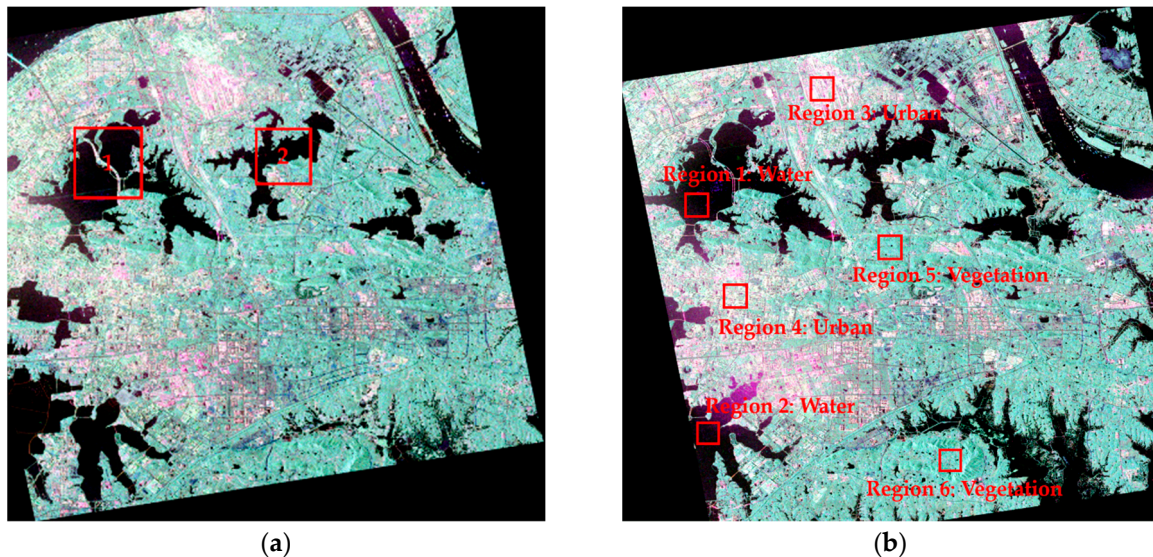 1
2
Region 3: Urban
Region 1: Water
Region 5: Vegetation
Region 4: Urban
Region 2: Water
Region 6: Vegetation
(a)
(b)